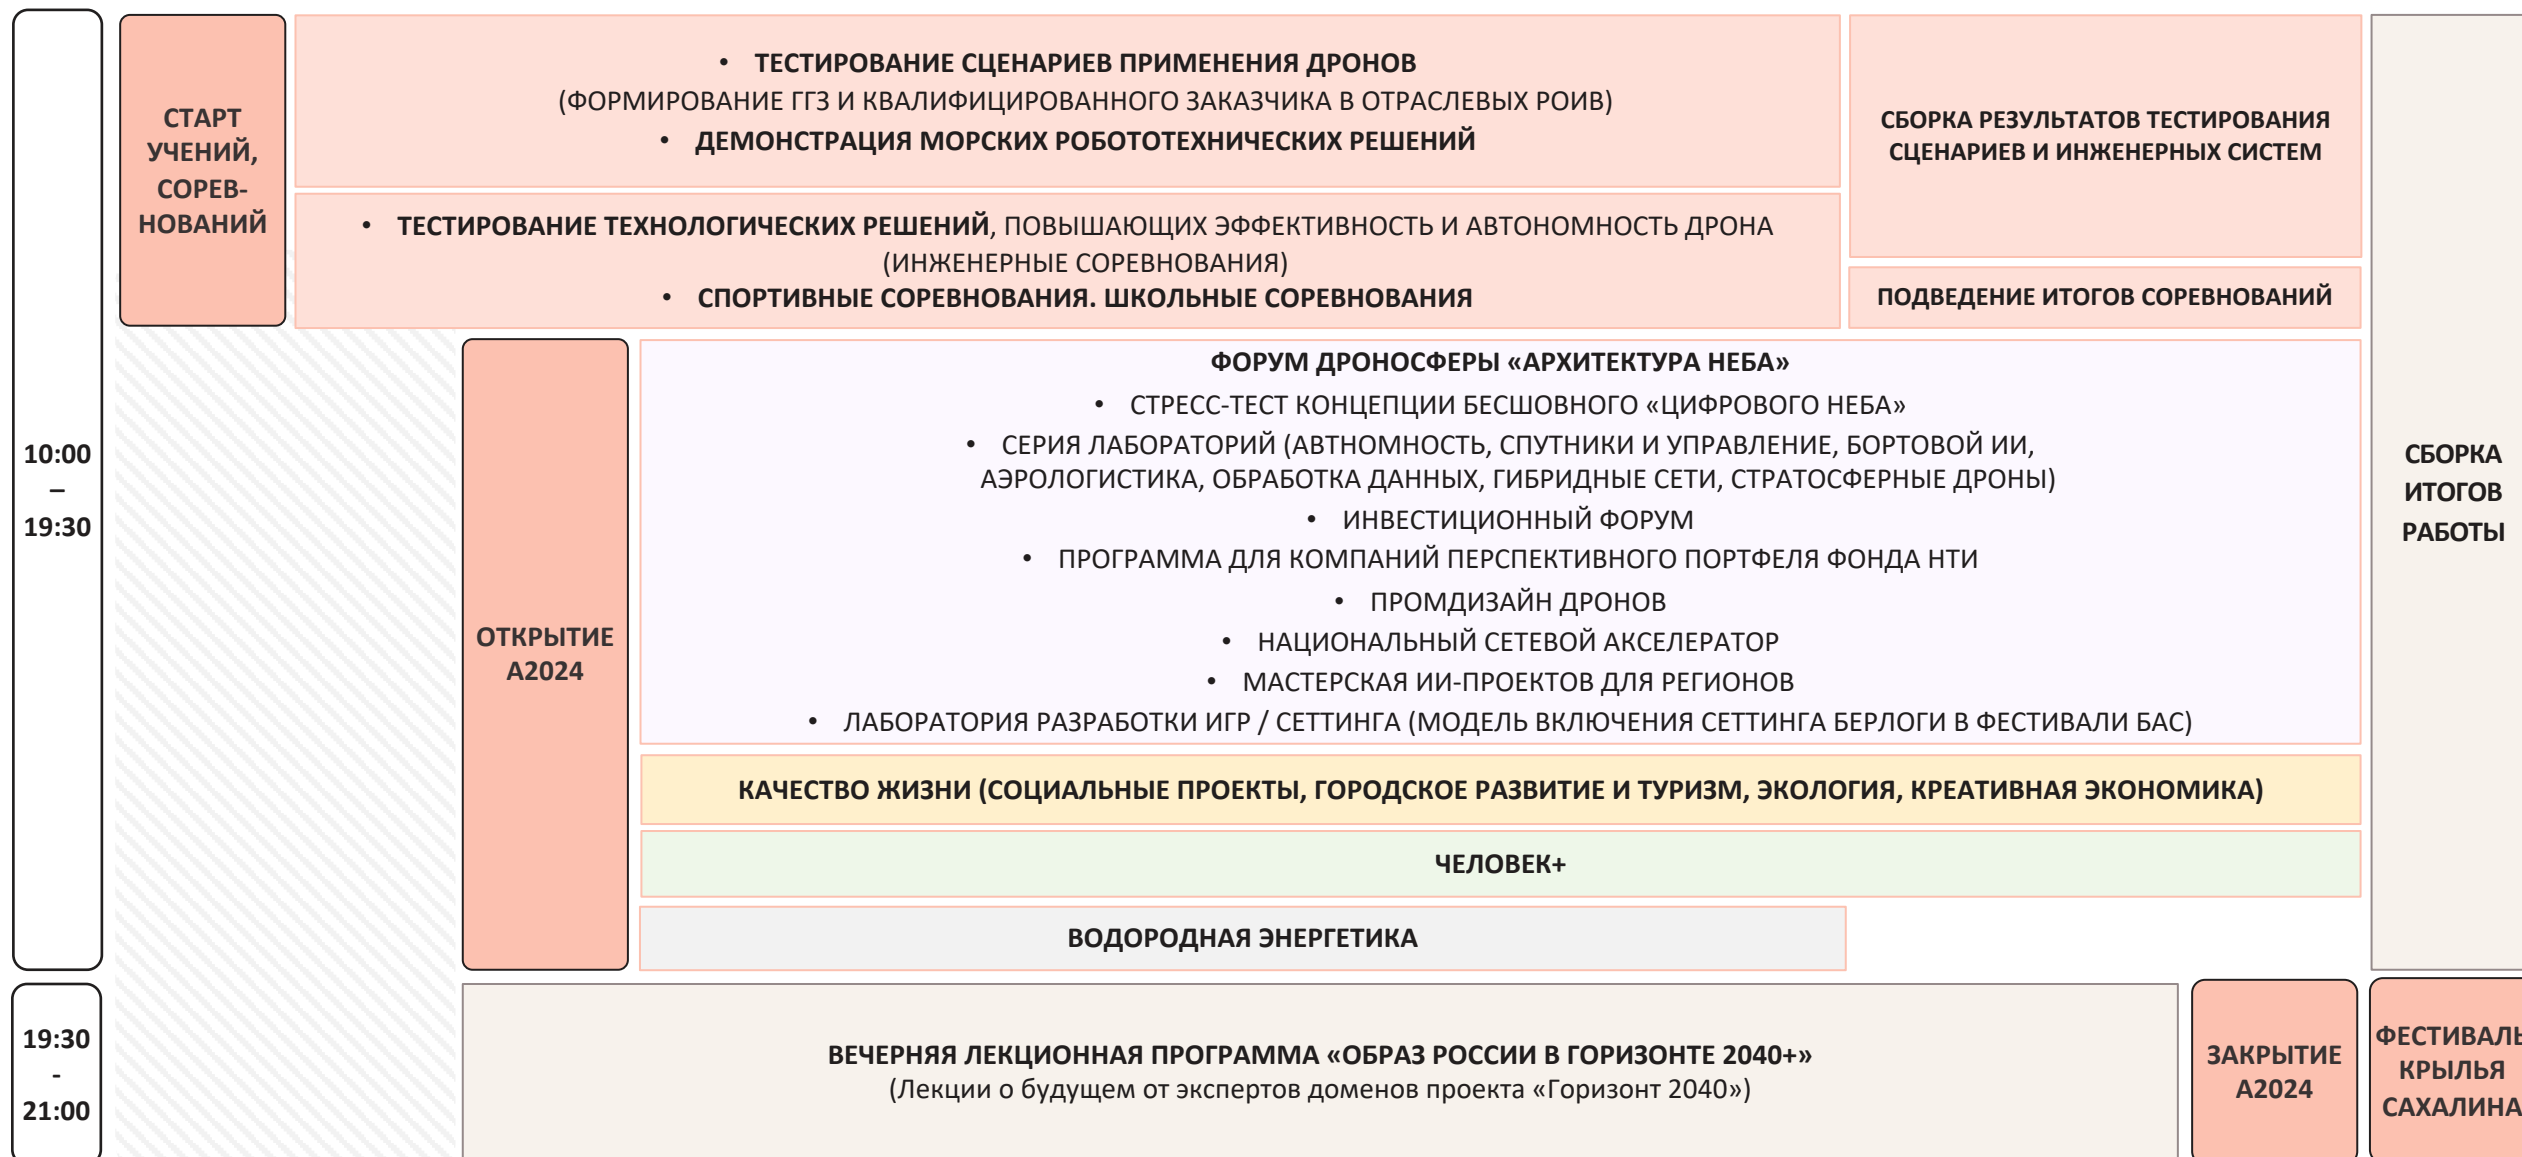 10:00
–
19:30
СТАРТ
УЧЕНИЙ,
СОРЕВ-
НОВАНИЙ
• ТЕСТИРОВАНИЕ СЦЕНАРИЕВ ПРИМЕНЕНИЯ ДРОНОВ
(ФОРМИРОВАНИЕ ГГЗ И КВАЛИФИЦИРОВАННОГО ЗАКАЗЧИКА В ОТРАСЛЕВЫХ РОИВ)
• ДЕМОНСТРАЦИЯ МОРСКИХ РОБОТОТЕХНИЧЕСКИХ РЕШЕНИЙ
• ТЕСТИРОВАНИЕ ТЕХНОЛОГИЧЕСКИХ РЕШЕНИЙ, ПОВЫШАЮЩИХ ЭФФЕКТИВНОСТЬ И АВТОНОМНОСТЬ ДРОНА
(ИНЖЕНЕРНЫЕ СОРЕВНОВАНИЯ)
• СПОРТИВНЫЕ СОРЕВНОВАНИЯ. ШКОЛЬНЫЕ СОРЕВНОВАНИЯ
СБОРКА РЕЗУЛЬТАТОВ ТЕСТИРОВАНИЯ
СЦЕНАРИЕВ И ИНЖЕНЕРНЫХ СИСТЕМ
ПОДВЕДЕНИЕ ИТОГОВ СОРЕВНОВАНИЙ
ОТКРЫТИЕ
А2024
ФОРУМ ДРОНОСФЕРЫ «АРХИТЕКТУРА НЕБА»
• СТРЕСС-ТЕСТ КОНЦЕПЦИИ БЕСШОВНОГО «ЦИФРОВОГО НЕБА»
• СЕРИЯ ЛАБОРАТОРИЙ (АВТНОМНОСТЬ, СПУТНИКИ И УПРАВЛЕНИЕ, БОРТОВОЙ ИИ,
АЭРОЛОГИСТИКА, ОБРАБОТКА ДАННЫХ, ГИБРИДНЫЕ СЕТИ, СТРАТОСФЕРНЫЕ ДРОНЫ)
• ИНВЕСТИЦИОННЫЙ ФОРУМ
• ПРОГРАММА ДЛЯ КОМПАНИЙ ПЕРСПЕКТИВНОГО ПОРТФЕЛЯ ФОНДА НТИ
• ПРОМДИЗАЙН ДРОНОВ
• НАЦИОНАЛЬНЫЙ СЕТЕВОЙ АКСЕЛЕРАТОР
• МАСТЕРСКАЯ ИИ-ПРОЕКТОВ ДЛЯ РЕГИОНОВ
• ЛАБОРАТОРИЯ РАЗРАБОТКИ ИГР / СЕТТИНГА (МОДЕЛЬ ВКЛЮЧЕНИЯ СЕТТИНГА БЕРЛОГИ В ФЕСТИВАЛИ БАС)
КАЧЕСТВО ЖИЗНИ (СОЦИАЛЬНЫЕ ПРОЕКТЫ, ГОРОДСКОЕ РАЗВИТИЕ И ТУРИЗМ, ЭКОЛОГИЯ, КРЕАТИВНАЯ ЭКОНОМИКА)
ЧЕЛОВЕК+
ВОДОРОДНАЯ ЭНЕРГЕТИКА
СБОРКА
ИТОГОВ
РАБОТЫ
19:30
-
21:00
ВЕЧЕРНЯЯ ЛЕКЦИОННАЯ ПРОГРАММА «ОБРАЗ РОССИИ В ГОРИЗОНТЕ 2040+»
(Лекции о будущем от экспертов доменов проекта «Горизонт 2040»)
ЗАКРЫТИЕ
А2024
ФЕСТИВАЛЬ
КРЫЛЬЯ
САХАЛИНА